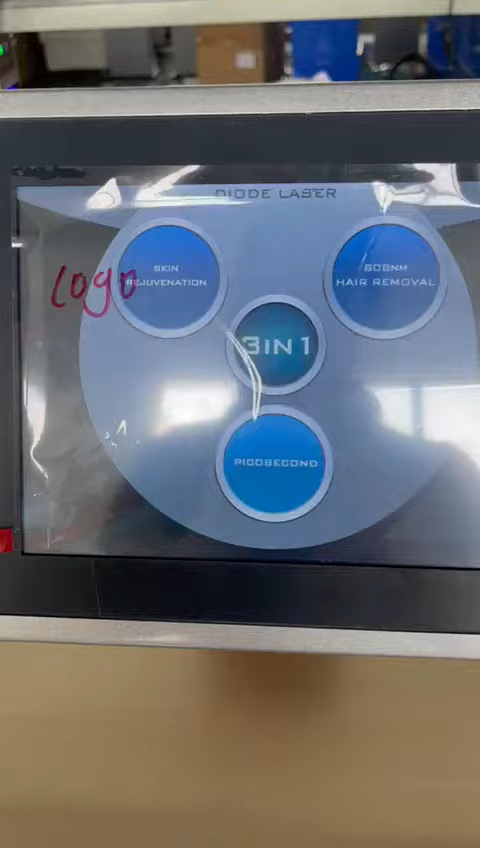 DIODE LASER
SKIN
REJUVENATION
808NM
HAIR REMOVAL
logo
3IN1
PICOSECOND